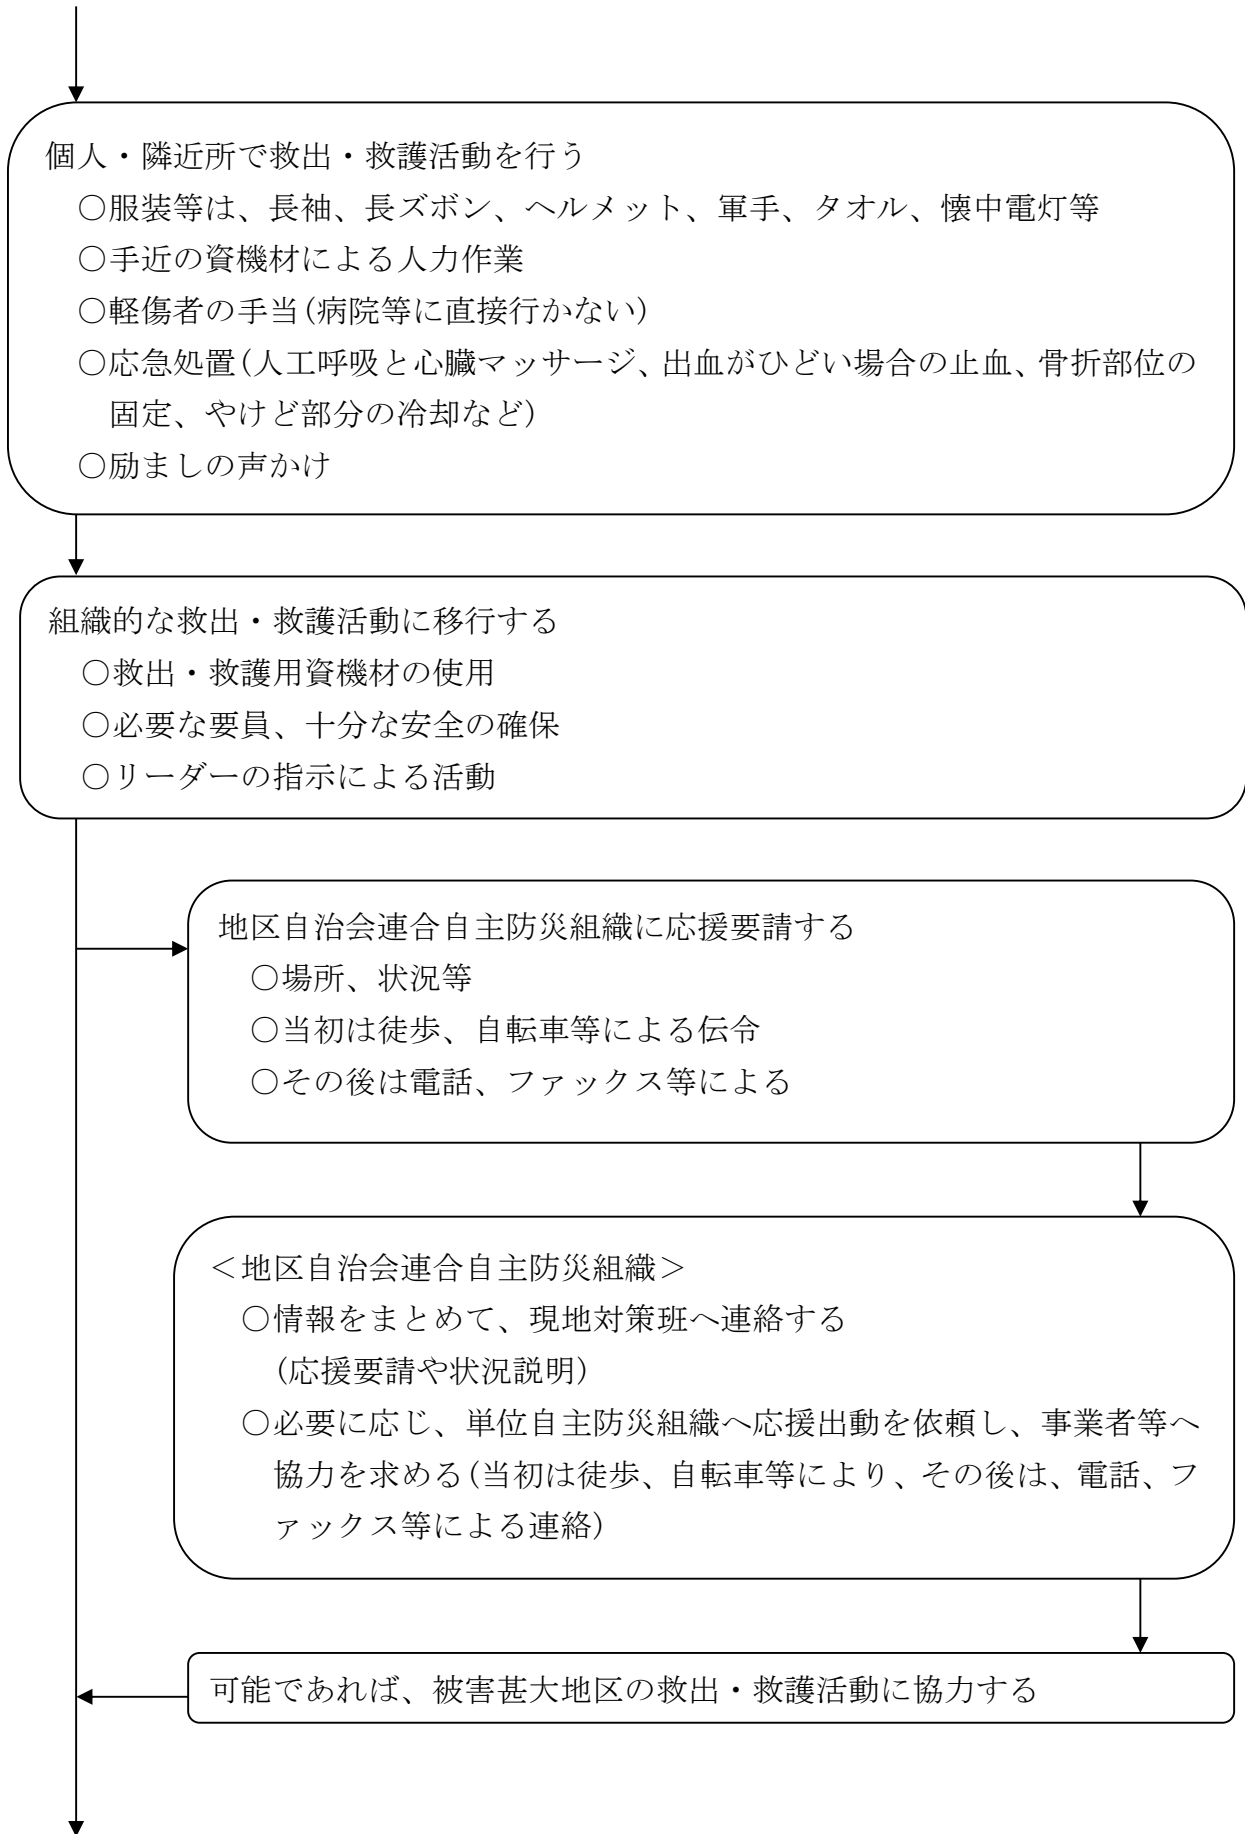 個人・隣近所で救出・救護活動を行う
○服装等は、長袖、長ズボン、ヘルメット、軍手、タオル、懐中電灯等
○手近の資機材による人力作業
○軽傷者の手当(病院等に直接行かない)
○応急処置(人工呼吸と心臓マッサージ、出血がひどい場合の止血、骨折部位の
固定、やけど部分の冷却など)
○励ましの声かけ
組織的な救出・救護活動に移行する
○救出・救護用資機材の使用
○必要な要員、十分な安全の確保
○リーダーの指示による活動
地区自治会連合自主防災組織に応援要請する
○場所、状況等
○当初は徒歩、自転車等による伝令
○その後は電話、ファックス等による
＜地区自治会連合自主防災組織＞
○情報をまとめて、現地対策班へ連絡する
(応援要請や状況説明)
○必要に応じ、単位自主防災組織へ応援出動を依頼し、事業者等へ
協力を求める(当初は徒歩、自転車等により、その後は、電話、フ
ァックス等による連絡)
可能であれば、被害甚大地区の救出・救護活動に協力する